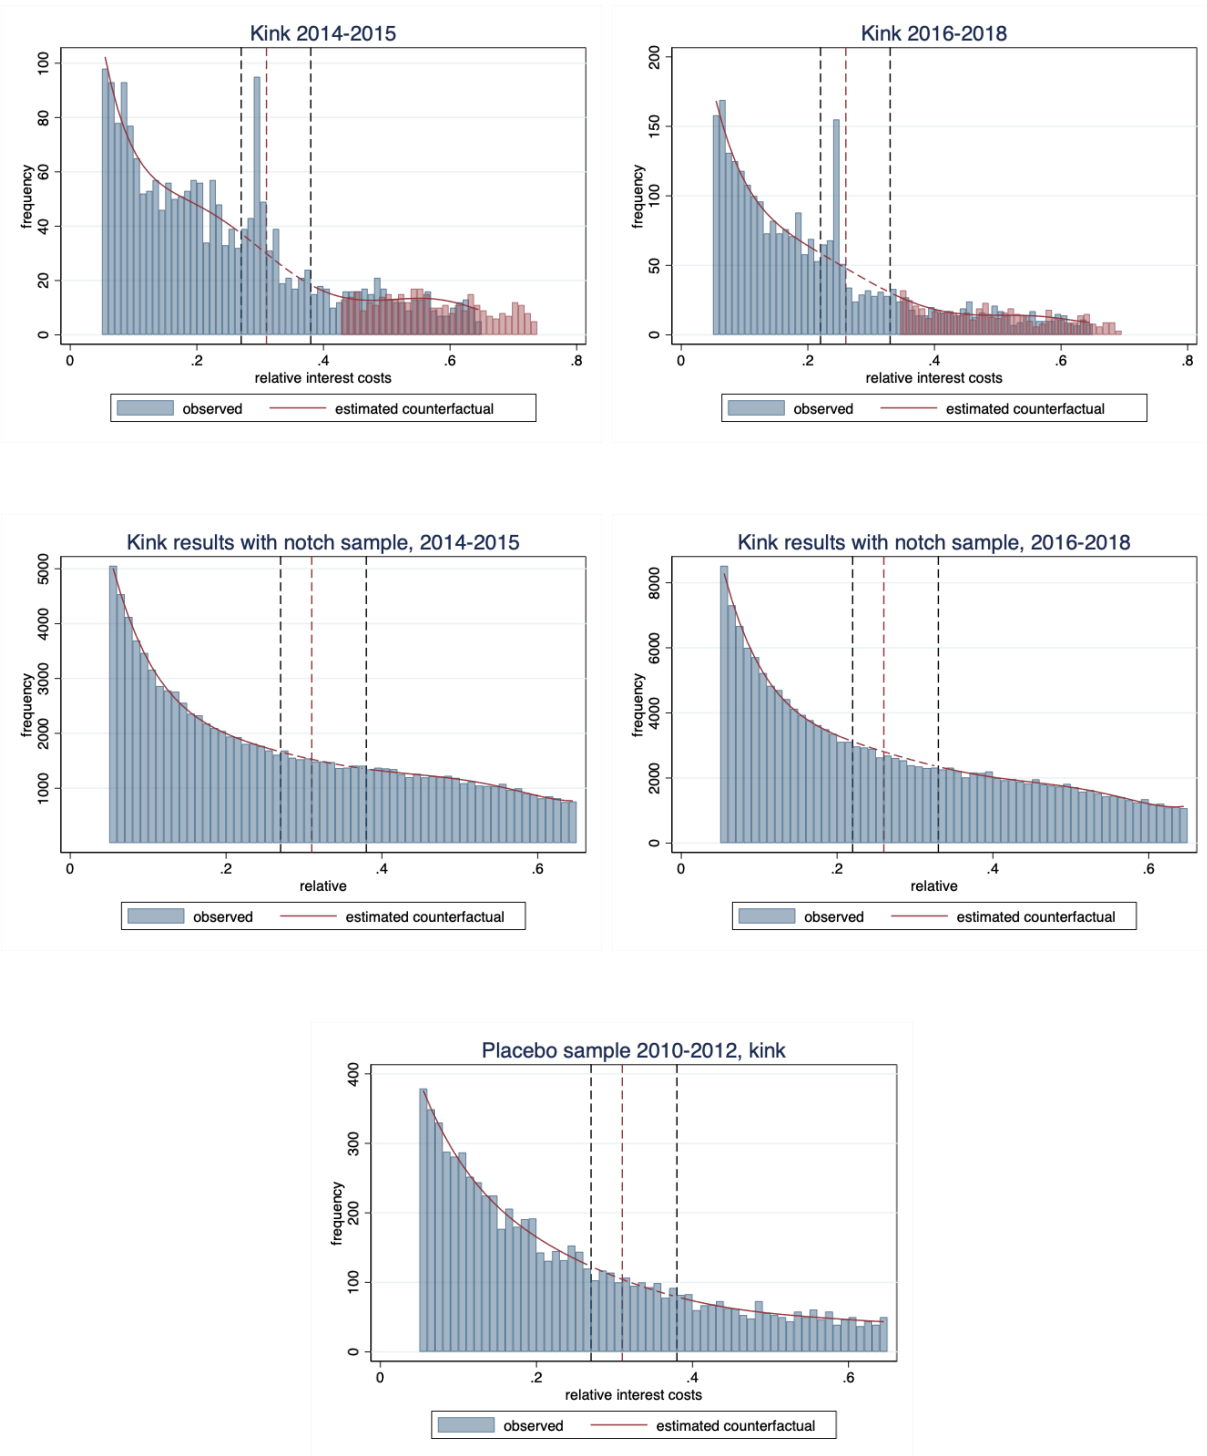 Kink 2014-2015
100
80
60
40
20
0
frequency
0 .2 .4 .6 .8
relative interest costs
observed estimated counterfactual
Kink 2016-2018
200
150
100
50
0
frequency
0 .2 .4 .6 .8
relative interest costs
observed estimated counterfactual
Kink results with notch sample, 2014-2015
5000
4000
3000
2000
1000
frequency
0 .2 .4 .6
relative
observed estimated counterfactual
Kink results with notch sample, 2016-2018
8000
6000
4000
2000
0
frequency
0 .2 .4 .6
relative
observed estimated counterfactual
Placebo sample 2010-2012, kink
400
300
200
100
0
frequency
0 .2 .4 .6
relative interest costs
observed estimated counterfactual